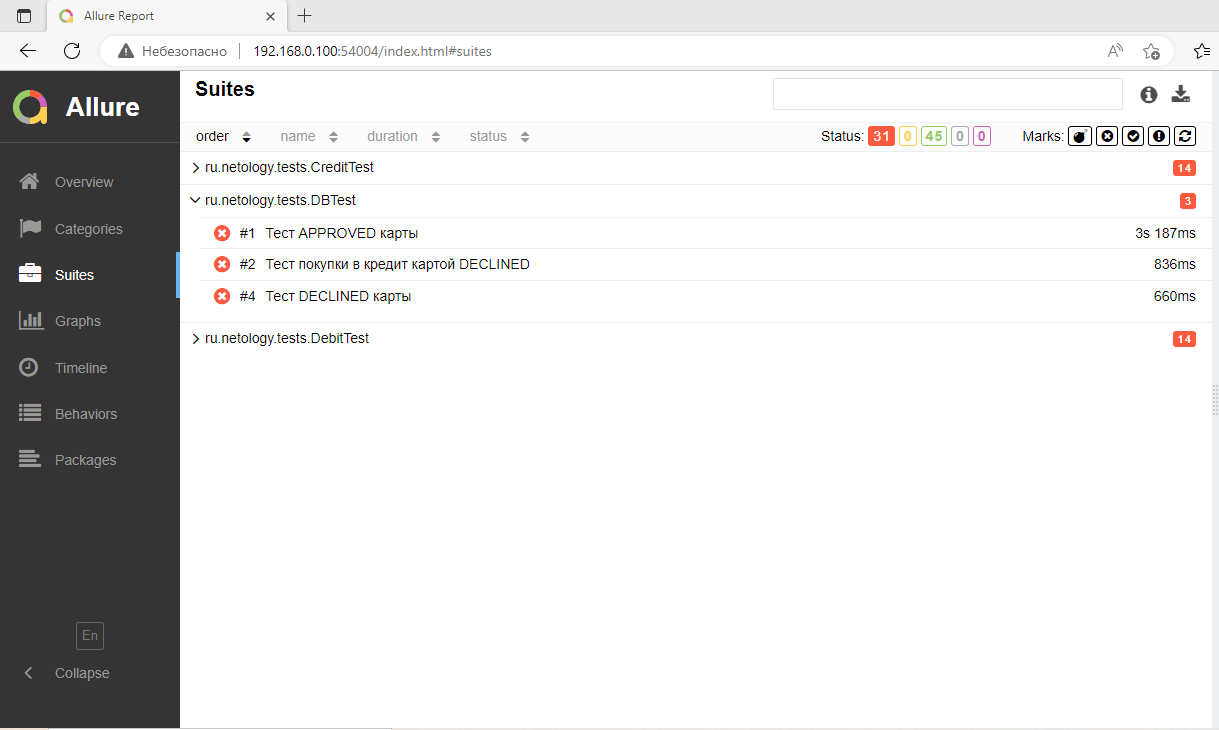 Allure Report
Небезопасно 192.168.0.100:54004/index.html#suites
Allure
Overview
Categories
Suites
Graphs
Timeline
Behaviors
Packages
En
Collapse
Suites
order name duration status Status: 31 0 45 0 0 Marks:
ru.netology.tests.CreditTest 14
ru.netology.tests.DBTest 3
#1 Тест APPROVED карты 3s 187ms
#2 Тест покупки в кредит картой DECLINED 836ms
#4 Тест DECLINED карты 660ms
ru.netology.tests.DebitTest 14